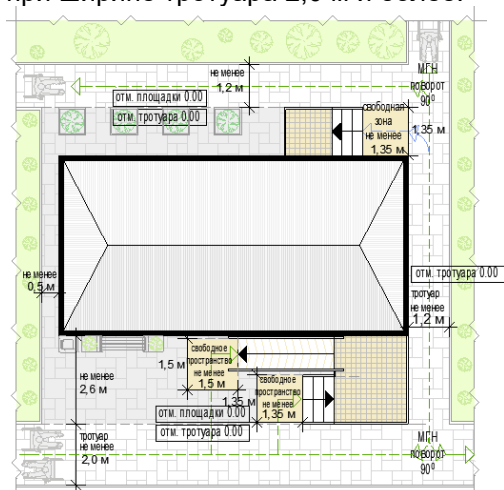 при ширине тротуара 2,0 м и более.
не менее
1,2 м
МГН
поворот
90º
отм. площадки 0.00
отм. тротуара 0.00
свободная
зона
не менее
1,35 м
1,35 м
не менее
0,5 м
отм. тротуара 0.00
тротуар
не менее
1,2 м
свободное
пространство
не менее
1,5 м
1,5 м
не менее
2,6 м
свободное
пространство
не менее
1,35 м
1,35 м
отм. площадки 0.00
отм. тротуара 0.00
тротуар
не менее
2,0 м
МГН
поворот
90º